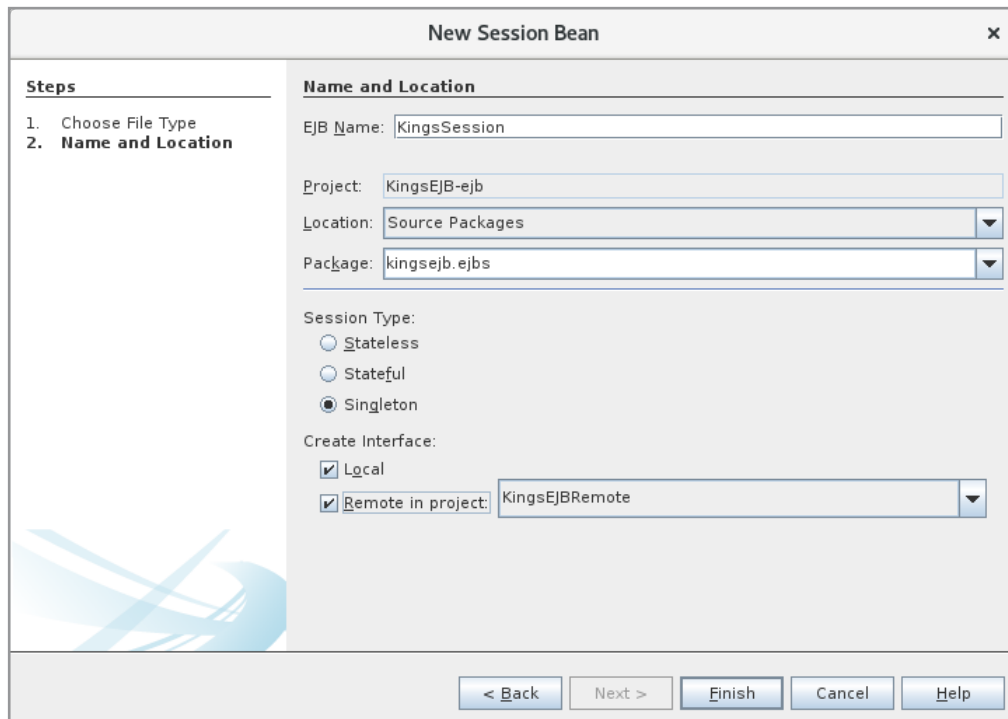 New Session Bean
Steps
1. Choose File Type
2. Name and Location
Name and Location
EJB Name: KingsSession
Project: KingsEJB-ejb
Location: Source Packages
Package: kingsejb.ejbs
Session Type:
Stateless
Stateful
Singleton
Create Interface:
Local
Remote in project: KingsEJBRemote
< Back Next > Finish Cancel Help